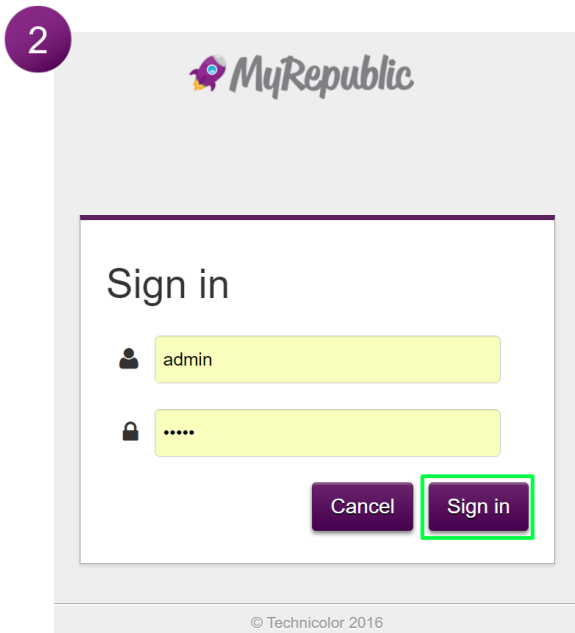 2
MyRepublic
Sign in
admin
•••••
Cancel Sign in
© Technicolor 2016